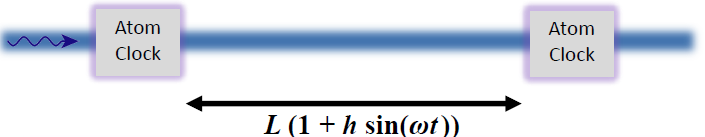 Atom
Clock
Atom
Clock
L (1 + h sin(ωt))